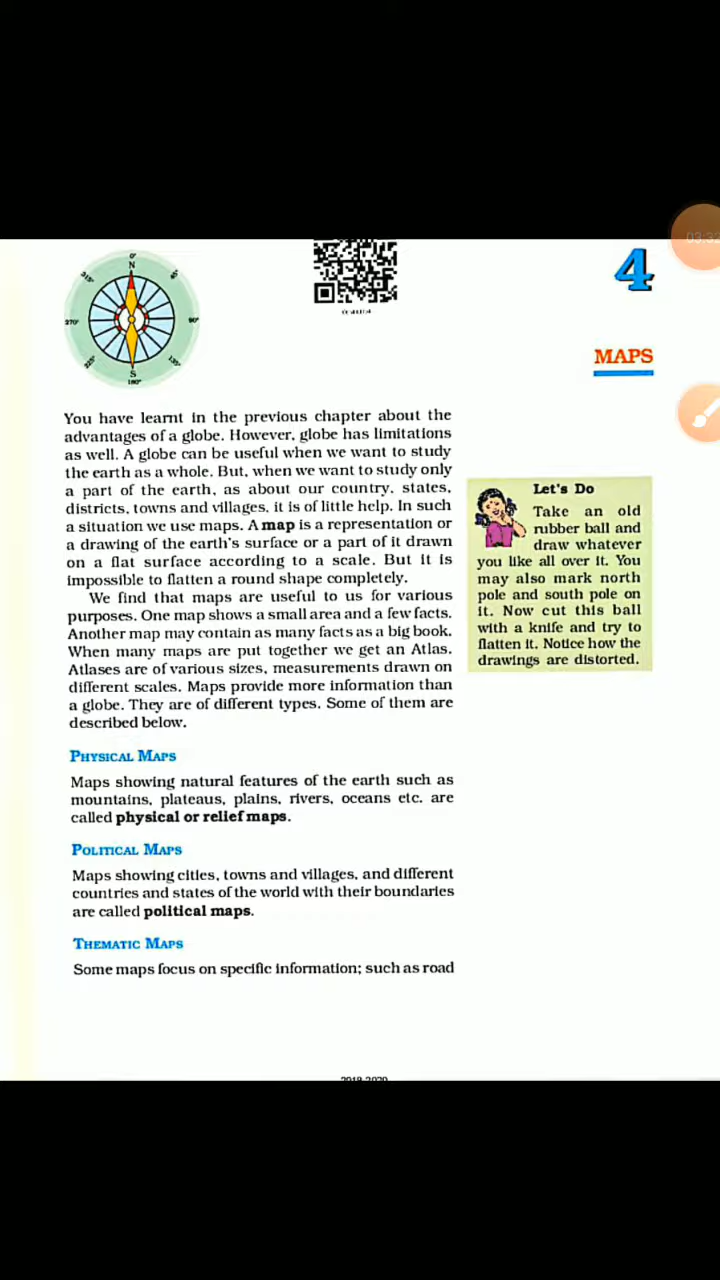 0°
N
315°
45°
270°
90°
225°
135°
S
180°
4
MAPS
You have learnt in the previous chapter about the
advantages of a globe. However, globe has limitations
as well. A globe can be useful when we want to study
the earth as a whole. But, when we want to study only
a part of the earth, as about our country, states,
districts, towns and villages, it is of little help. In such
a situation we use maps. A map is a representation or
a drawing of the earth's surface or a part of it drawn
on a flat surface according to a scale. But it is
impossible to flatten a round shape completely.
We find that maps are useful to us for various
purposes. One map shows a small area and a few facts.
Another map may contain as many facts as a big book.
When many maps are put together we get an Atlas.
Atlases are of various sizes, measurements drawn on
different scales. Maps provide more information than
a globe. They are of different types. Some of them are
described below.
PHYSICAL MAPS
Maps showing natural features of the earth such as
mountains, plateaus, plains, rivers, oceans etc. are
called physical or relief maps.
POLITICAL MAPS
Maps showing cities, towns and villages, and different
countries and states of the world with their boundaries
are called political maps.
THEMATIC MAPS
Some maps focus on specific information; such as road
Let's Do
Take an old
rubber ball and
draw whatever
you like all over it. You
may also mark north
pole and south pole on
it. Now cut this ball
with a knife and try to
flatten it. Notice how the
drawings are distorted.
03:32